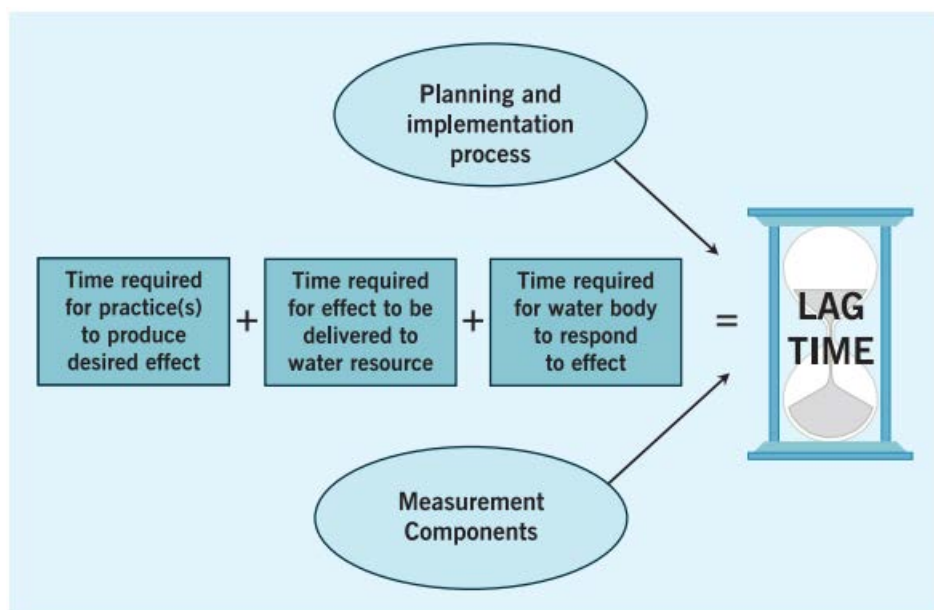 Planning and
implementation
process
Time required
for practice(s)
to produce
desired effect
+
Time required
for effect to be
delivered to
water resource
+
Time required
for water body
to respond
to effect
=
LAG
TIME
Measurement
Components